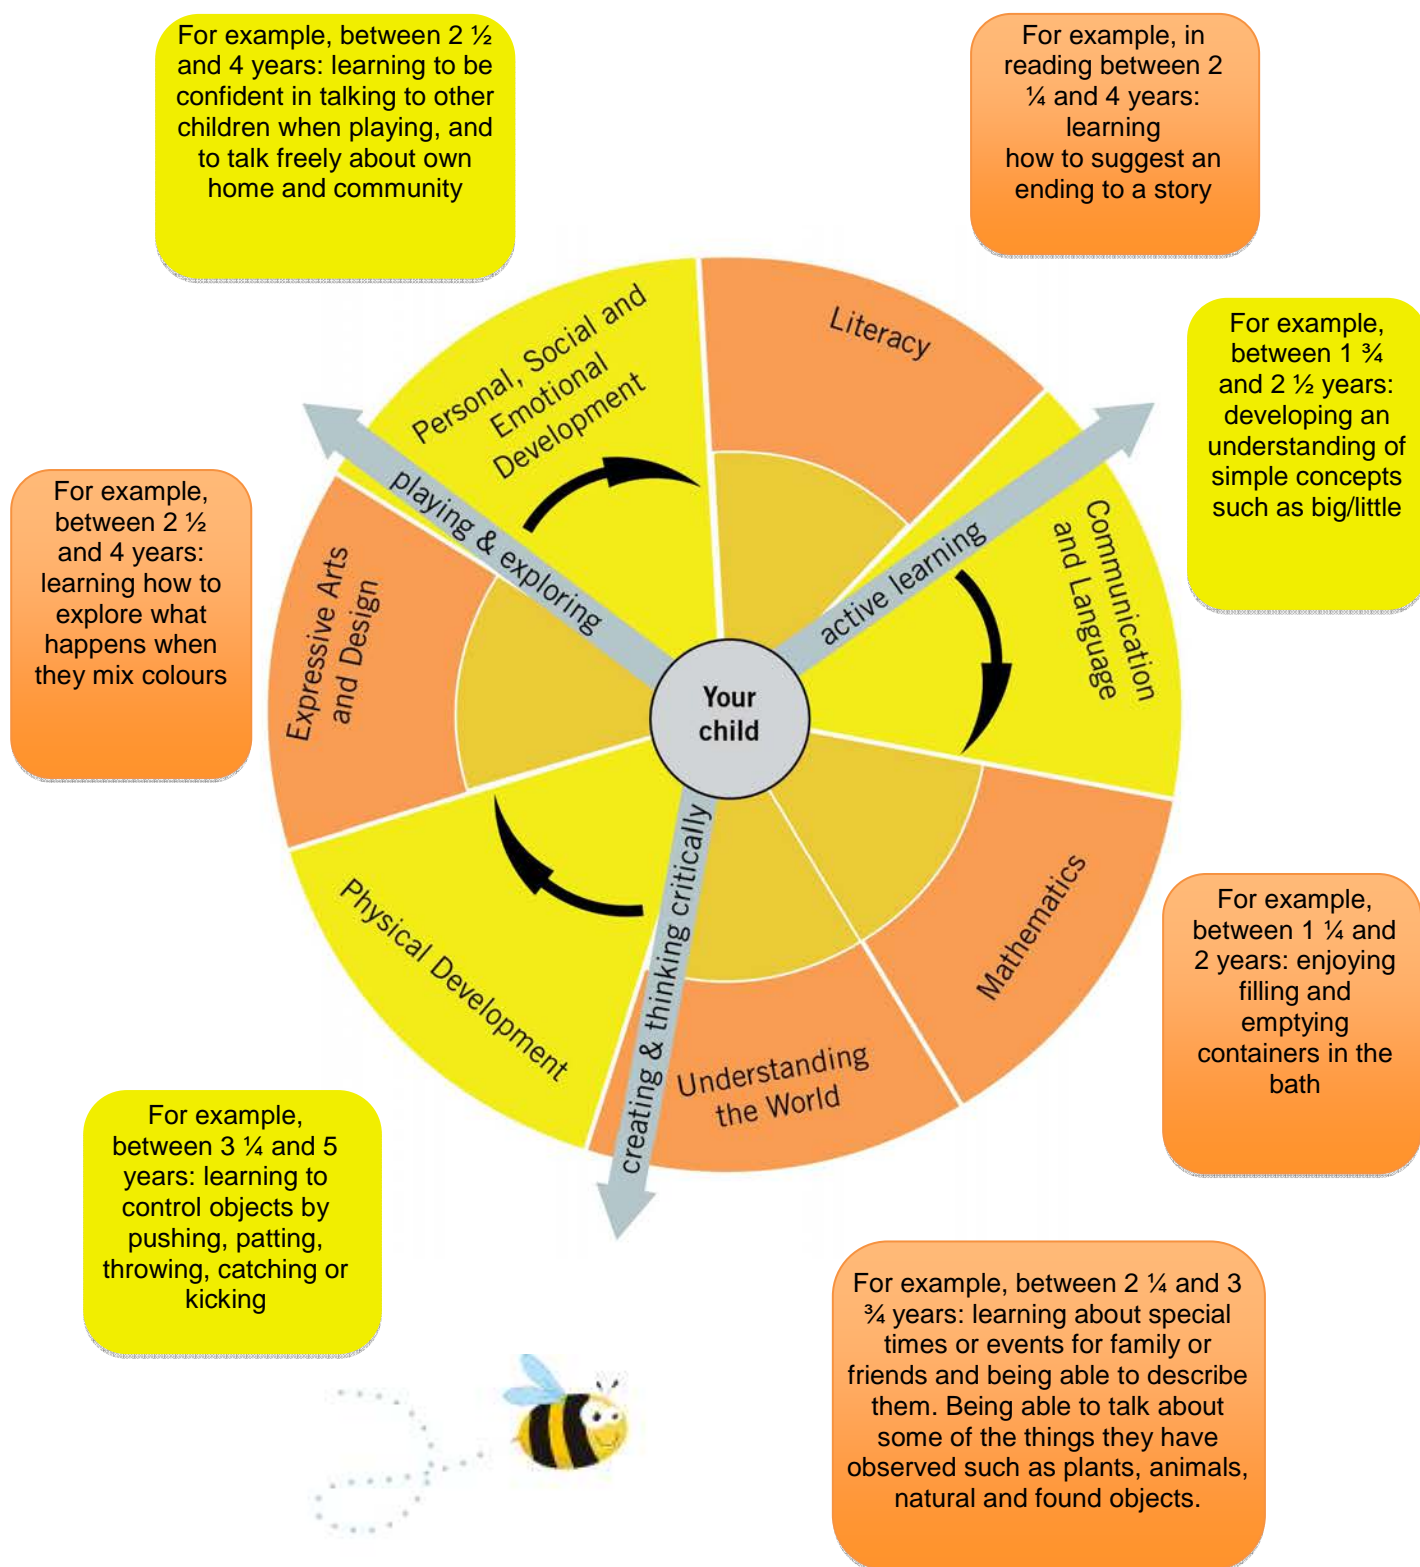 For example, between 2 ½
and 4 years: learning to be
confident in talking to other
children when playing, and
to talk freely about own
home and community
For example, in
reading between 2
¼ and 4 years:
learning
how to suggest an
ending to a story
For example,
between 1 ¾
and 2 ½ years:
developing an
understanding of
simple concepts
such as big/little
Personal, Social and
Emotional
Development
Literacy
playing & exploring
active learning
Communication
and Language
For example,
between 2 ½
and 4 years:
learning how to
explore what
happens when
they mix colours
Expressive Arts
and Design
Your
child
Physical Development
creating & thinking critically
Understanding
the World
Mathematics
For example,
between 1 ¼ and
2 years: enjoying
filling and
emptying
containers in the
bath
For example,
between 3 ¼ and 5
years: learning to
control objects by
pushing, patting,
throwing, catching or
kicking
For example, between 2 ¼ and 3
¾ years: learning about special
times or events for family or
friends and being able to describe
them. Being able to talk about
some of the things they have
observed such as plants, animals,
natural and found objects.